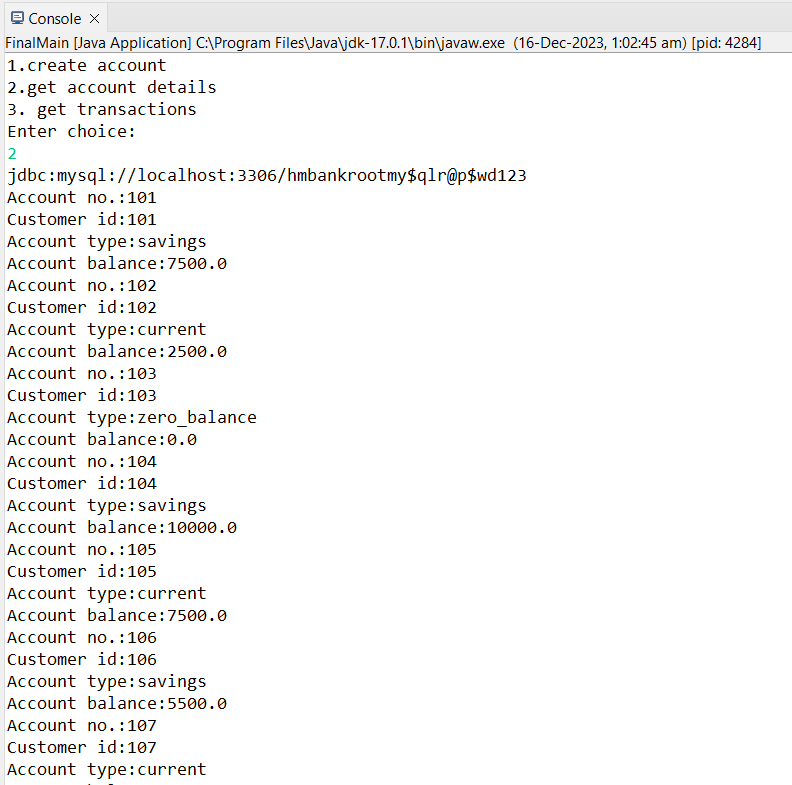 Console
FinalMain [Java Application] C:\Program Files\Java\jdk-17.0.1\bin\javaw.exe (16-Dec-2023, 1:02:45 am) [pid: 4284]
1.create account
2.get account details
3. get transactions
Enter choice:
2
jdbc:mysql://localhost:3306/hmbankrootmy$qlr@p$wd123
Account no.:101
Customer id:101
Account type:savings
Account balance:7500.0
Account no.:102
Customer id:102
Account type:current
Account balance:2500.0
Account no.:103
Customer id:103
Account type:zero_balance
Account balance:0.0
Account no.:104
Customer id:104
Account type:savings
Account balance:10000.0
Account no.:105
Customer id:105
Account type:current
Account balance:7500.0
Account no.:106
Customer id:106
Account type:savings
Account balance:5500.0
Account no.:107
Customer id:107
Account type:current